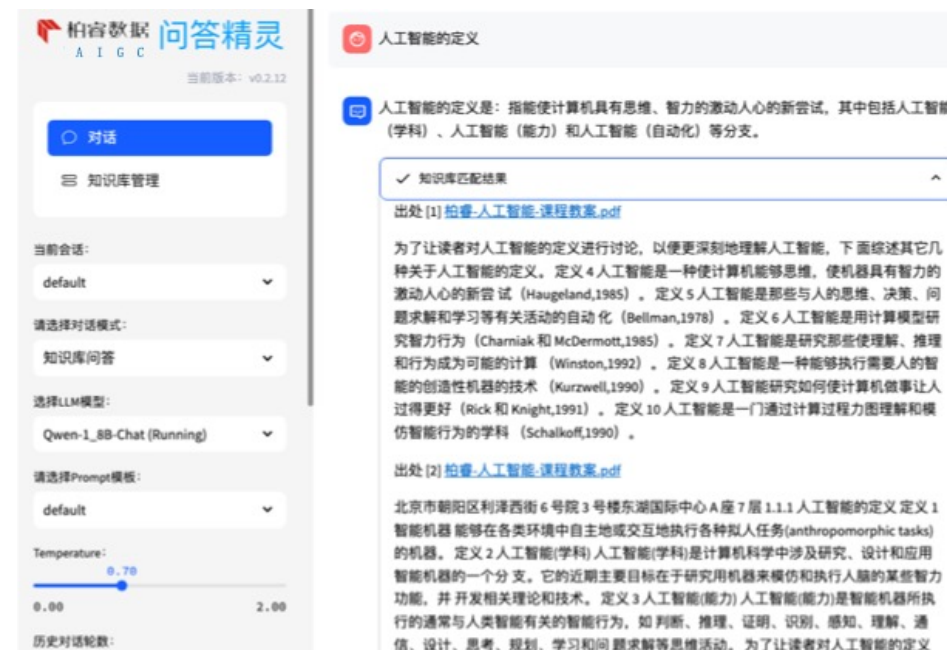 柏睿数据
AIGC
问答精灵
当前版本：v0.2.12
对话
知识库管理
当前会话：
default
请选择对话模式：
知识库问答
选择LLM模型：
Qwen-1_8B-Chat (Running)
请选择Prompt模板：
default
Temperature：
0.70
0.00
2.00
历史对话轮数：
人工智能的定义
人工智能的定义是：指能使计算机具有思维、智力的激动人心的新尝试，其中包括人工智能
（学科）、人工智能（能力）和人工智能（自动化）等分支。
知识库匹配结果
出处 [1] 柏睿-人工智能-课程教案.pdf
为了让读者对人工智能的定义进行讨论，以便更深刻地理解人工智能，下 面综述其它几
种关于人工智能的定义。 定义 4 人工智能是一种使计算机能够思维，使机器具有智力的
激动人心的新尝 试（Haugeland,1985）。 定义 5 人工智能是那些与人的思维、决策、问
题求解和学习等有关活动的自动 化（Bellman,1978）。 定义 6 人工智能是用计算模型研
究智力行为（Charniak 和 McDermott,1985）。 定义 7 人工智能是研究那些使理解、推理
和行为成为可能的计算 （Winston,1992）。 定义 8 人工智能是一种能够执行需要人的智
能的创造性机器的技术 （Kurzwell,1990）。 定义 9 人工智能研究如何使计算机做事让人
过得更好（Rick 和 Knight,1991）。 定义 10 人工智能是一门通过计算过程力图理解和模
仿智能行为的学科 （Schalkoff,1990）。
出处 [2] 柏睿-人工智能-课程教案.pdf
北京市朝阳区利泽西街 6 号院 3 号楼东湖国际中心 A 座 7 层 1.1.1 人工智能的定义 定义 1
智能机器 能够在各类环境中自主地或交互地执行各种拟人任务(anthropomorphic tasks)
的机器。 定义 2 人工智能(学科) 人工智能(学科)是计算机科学中涉及研究、设计和应用
智能机器的一个分 支。它的近期主要目标在于研究用机器来模仿和执行人脑的某些智力
功能，并 开发相关理论和技术。 定义 3 人工智能(能力) 人工智能(能力)是智能机器所执
行的通常与人类智能有关的智能行为，如 判断、推理、证明、识别、感知、理解、通
信、设计、思考、规划、学习和问 题求解等思维活动。 为了让读者对人工智能的定义